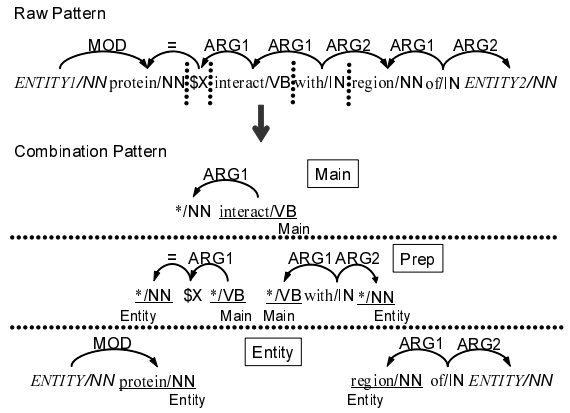 Raw Pattern
MOD = ARG1 ARG1 ARG2 ARG1 ARG2
ENTITY1/NN protein/NN $X interact/VB with/IN region/NN of/IN ENTITY2/NN
Combination Pattern
ARG1 Main
*/NN interact/VB
Main
= ARG1 ARG1 ARG2 Prep
*/NN $X */VB */VB with/IN */NN
Entity Main Main Entity
MOD Entity ARG1 ARG2
ENTITY/NN protein/NN region/NN of/IN ENTITY/NN
Entity Entity